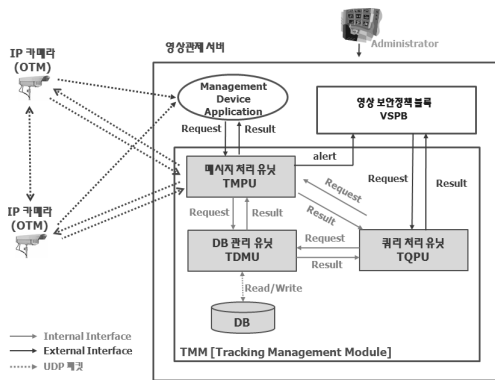 IP 카메라
(OTM)
영상관제 서비
Administrator
Management
Device
Application
영상 보안정책 블록
VSPB
Request
Result
alert
메시지 처리 유닛
TMPU
Request
Result
Request
Result
Request
Result
IP 카메라
(OTM)
DB 관리 유닛
TDMU
Request
Result
쿼리 처리 유닛
TQPU
Read/Write
DB
Internal Interface
External Interface
UDP 패킷
TMM [Tracking Management Module]